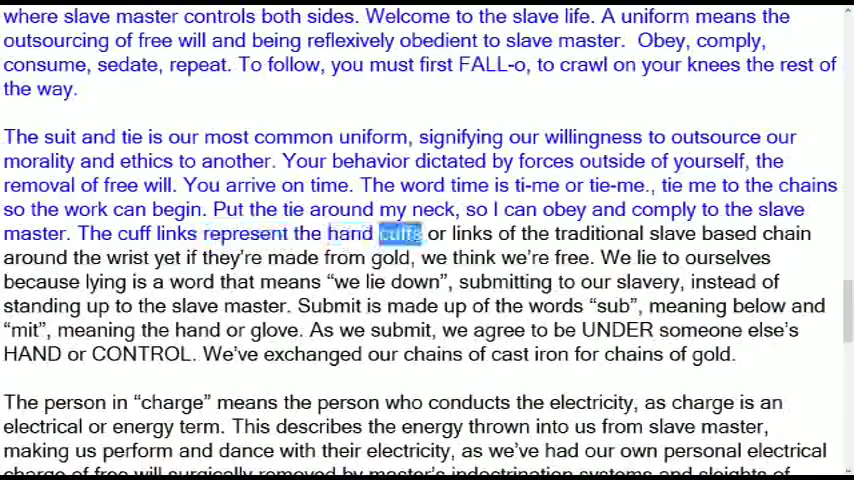 where slave master controls both sides. Welcome to the slave life. A uniform means the
outsourcing of free will and being reflexively obedient to slave master.  Obey, comply,
consume, sedate, repeat. To follow, you must first FALL-o, to crawl on your knees the rest of
the way.
The suit and tie is our most common uniform, signifying our willingness to outsource our
morality and ethics to another. Your behavior dictated by forces outside of yourself, the
removal of free will. You arrive on time. The word time is ti-me or tie-me., tie me to the chains
so the work can begin. Put the tie around my neck, so I can obey and comply to the slave
master. The cuff links represent the hand cuffs or links of the traditional slave based chain
around the wrist yet if they're made from gold, we think we're free. We lie to ourselves
because lying is a word that means “we lie down”, submitting to our slavery, instead of
standing up to the slave master. Submit is made up of the words “sub”, meaning below and
“mit”, meaning the hand or glove. As we submit, we agree to be UNDER someone else's
HAND or CONTROL. We've exchanged our chains of cast iron for chains of gold.
The person in “charge” means the person who conducts the electricity, as charge is an
electrical or energy term. This describes the energy thrown into us from slave master,
making us perform and dance with their electricity, as we've had our own personal electrical
charge of free will surgically removed by master's indoctrination systems and sleights of